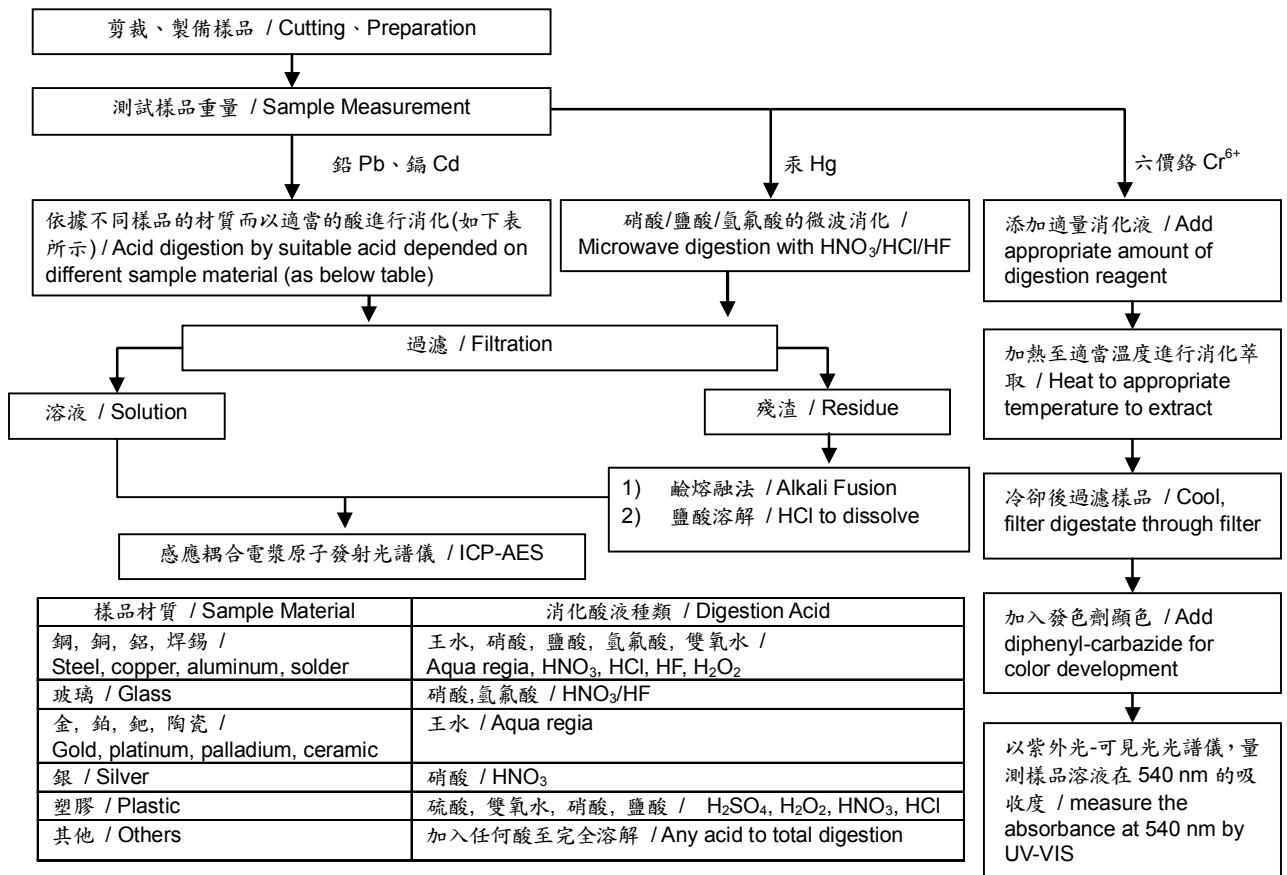 剪裁、製備樣品 / Cutting、Preparation
測試樣品重量 / Sample Measurement
鉛 Pb、鎘 Cd
汞 Hg
六價鉻 Cr⁶⁺
依據不同樣品的材質而以適當的酸進行消化(如下表
所示) / Acid digestion by suitable acid depended on
different sample material (as below table)
硝酸/鹽酸/氫氟酸的微波消化 /
Microwave digestion with HNO₃/HCl/HF
添加適量消化液 / Add
appropriate amount of
digestion reagent
過濾 / Filtration
加熱至適當溫度進行消化萃
取 / Heat to appropriate
temperature to extract
溶液 / Solution
殘渣 / Residue
1) 鹼熔融法 / Alkali Fusion
2) 鹽酸溶解 / HCl to dissolve
冷卻後過濾樣品 / Cool,
filter digestate through filter
感應耦合電漿原子發射光譜儀 / ICP-AES
加入發色劑顯色 / Add
diphenyl-carbazide for
color development
以紫外光-可見光光譜儀,量
測樣品溶液在 540 nm 的吸
收度 / measure the
absorbance at 540 nm by
UV-VIS
樣品材質 / Sample Material
消化酸液種類 / Digestion Acid
鋼, 銅, 鋁, 焊錫 /
Steel, copper, aluminum, solder
王水, 硝酸, 鹽酸, 氫氟酸, 雙氧水 /
Aqua regia, HNO₃, HCl, HF, H₂O₂
玻璃 / Glass
硝酸,氫氟酸 / HNO₃/HF
金, 鉑, 鈀, 陶瓷 /
Gold, platinum, palladium, ceramic
王水 / Aqua regia
銀 / Silver
硝酸 / HNO₃
塑膠 / Plastic
硫酸, 雙氧水, 硝酸, 鹽酸 / H₂SO₄, H₂O₂, HNO₃, HCl
其他 / Others
加入任何酸至完全溶解 / Any acid to total digestion